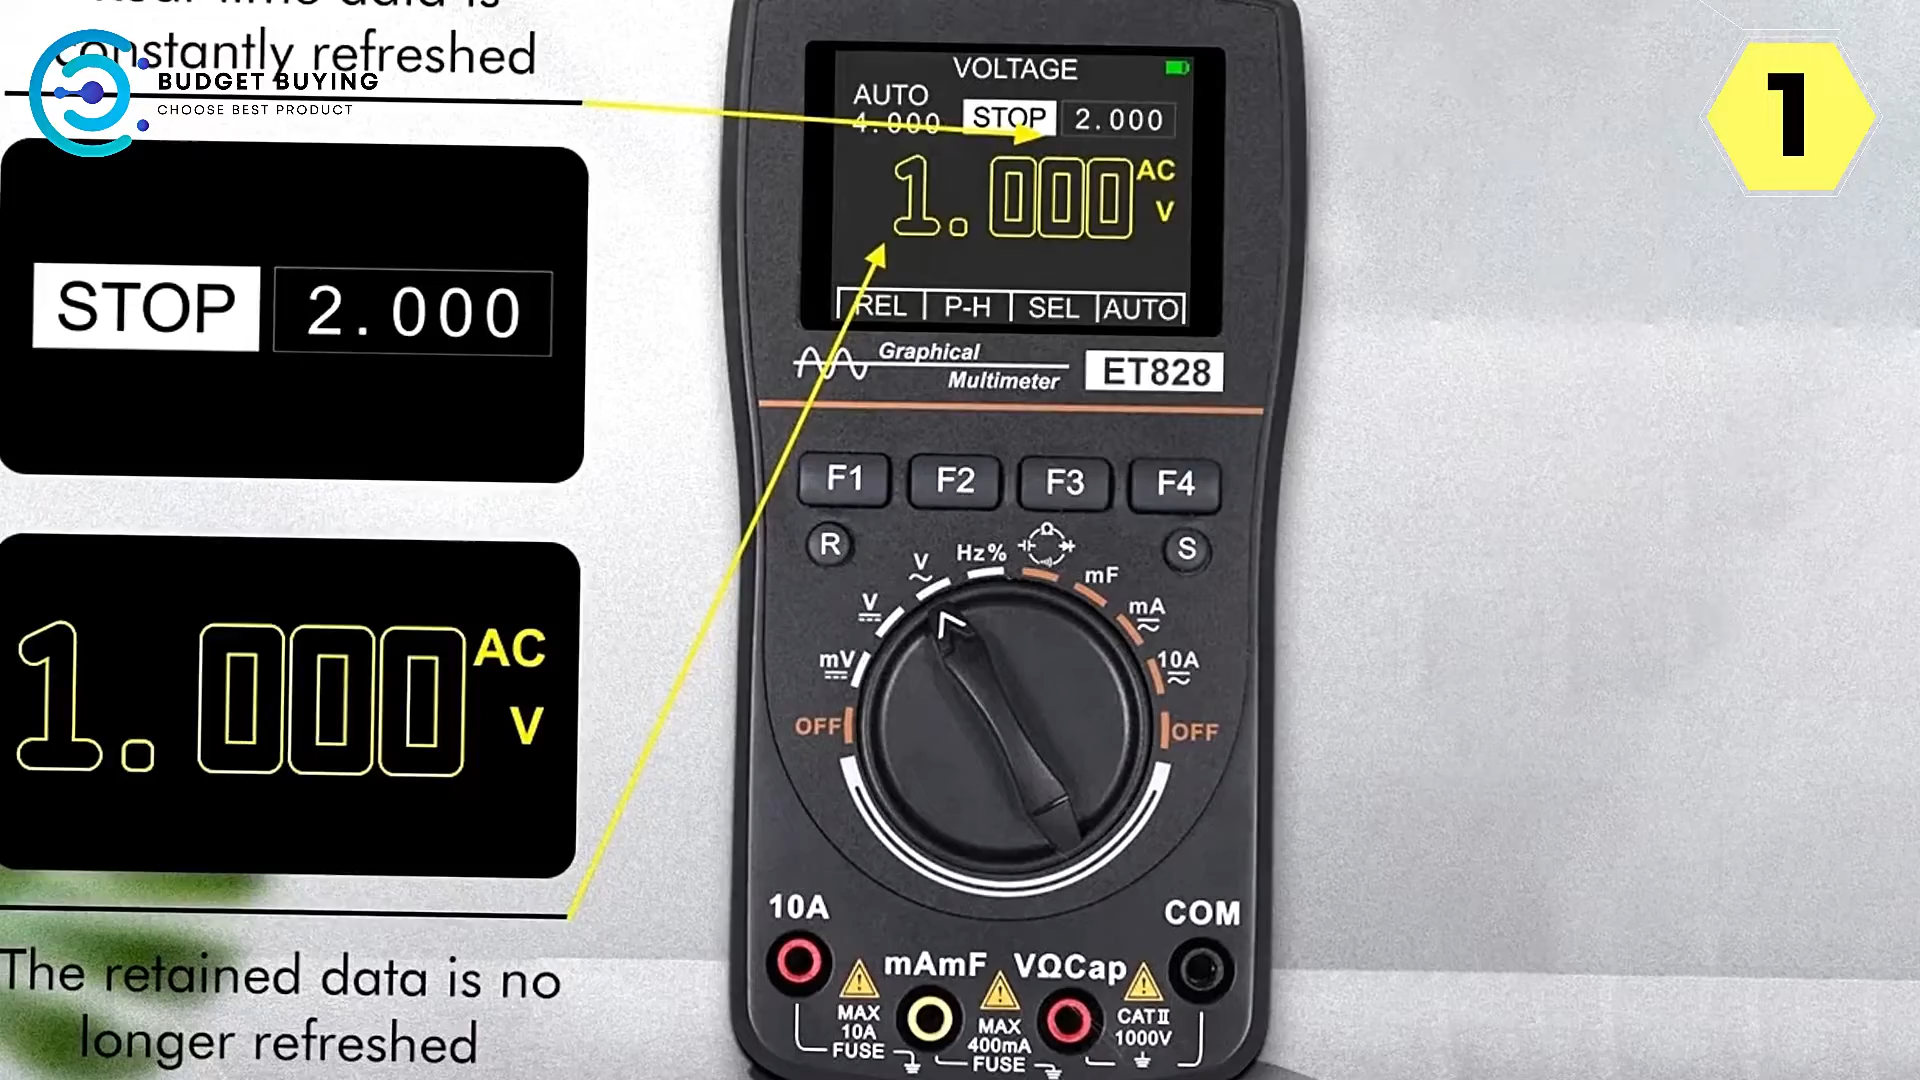 constantly refreshed
BUDGET BUYING
CHOOSE BEST PRODUCT
1
STOP 2.000
1.000 AC
V
The retained data is no
longer refreshed
VOLTAGE
AUTO
4.000 STOP 2.000
1.000 AC
V
REL P-H SEL AUTO
Graphical
Multimeter ET828
F1 F2 F3 F4
R S
V Hz% Ω mF
V mA
mV 10A
OFF OFF
10A COM
mAmF VΩCap
MAX
10A
FUSE
MAX
400mA
FUSE
CAT II
1000V